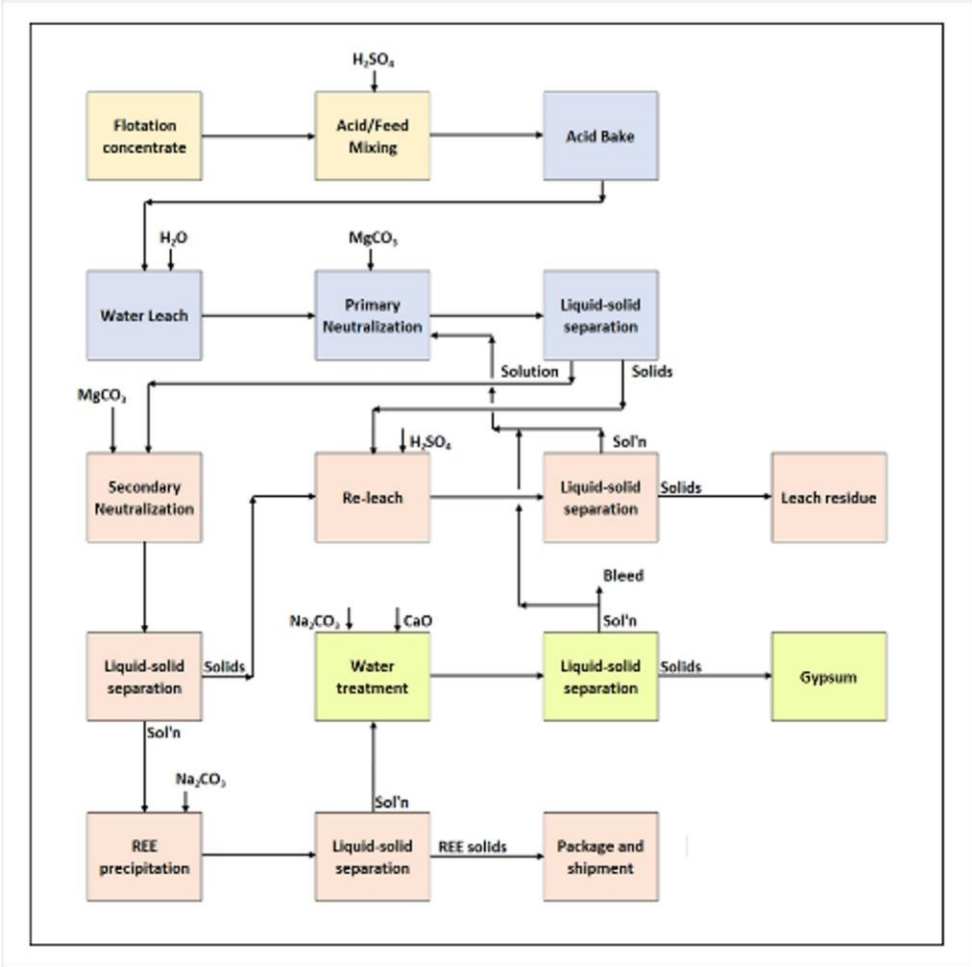 H₂SO₄
Flotation
concentrate
Acid/Feed
Mixing
Acid Bake
H₂O
MgCO₃
Water Leach
Primary
Neutralization
Liquid-solid
separation
Solution
Solids
MgCO₃
H₂SO₄
Sol'n
Secondary
Neutralization
Re-leach
Liquid-solid
separation
Solids
Leach residue
Bleed
Na₂CO₃
CaO
Sol'n
Liquid-solid
separation
Solids
Water
treatment
Liquid-solid
separation
Solids
Gypsum
Sol'n
Na₂CO₃
Sol'n
REE
precipitation
Liquid-solid
separation
REE solids
Package and
shipment